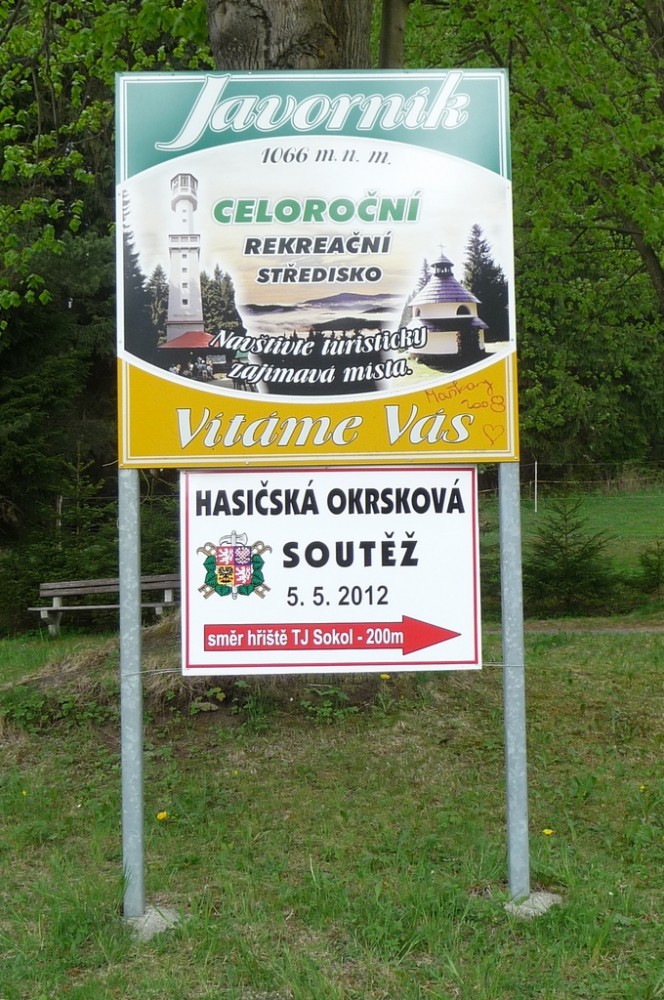 Javorník
1066 m. n. m.
CELOROČNÍ
REKREAČNÍ
STŘEDISKO
Navštivte turisticky
zajímavá místa.
Vítáme Vás
2008
HASIČSKÁ OKRSKOVÁ
SOUTĚŽ
5. 5. 2012
směr hřiště TJ Sokol - 200m